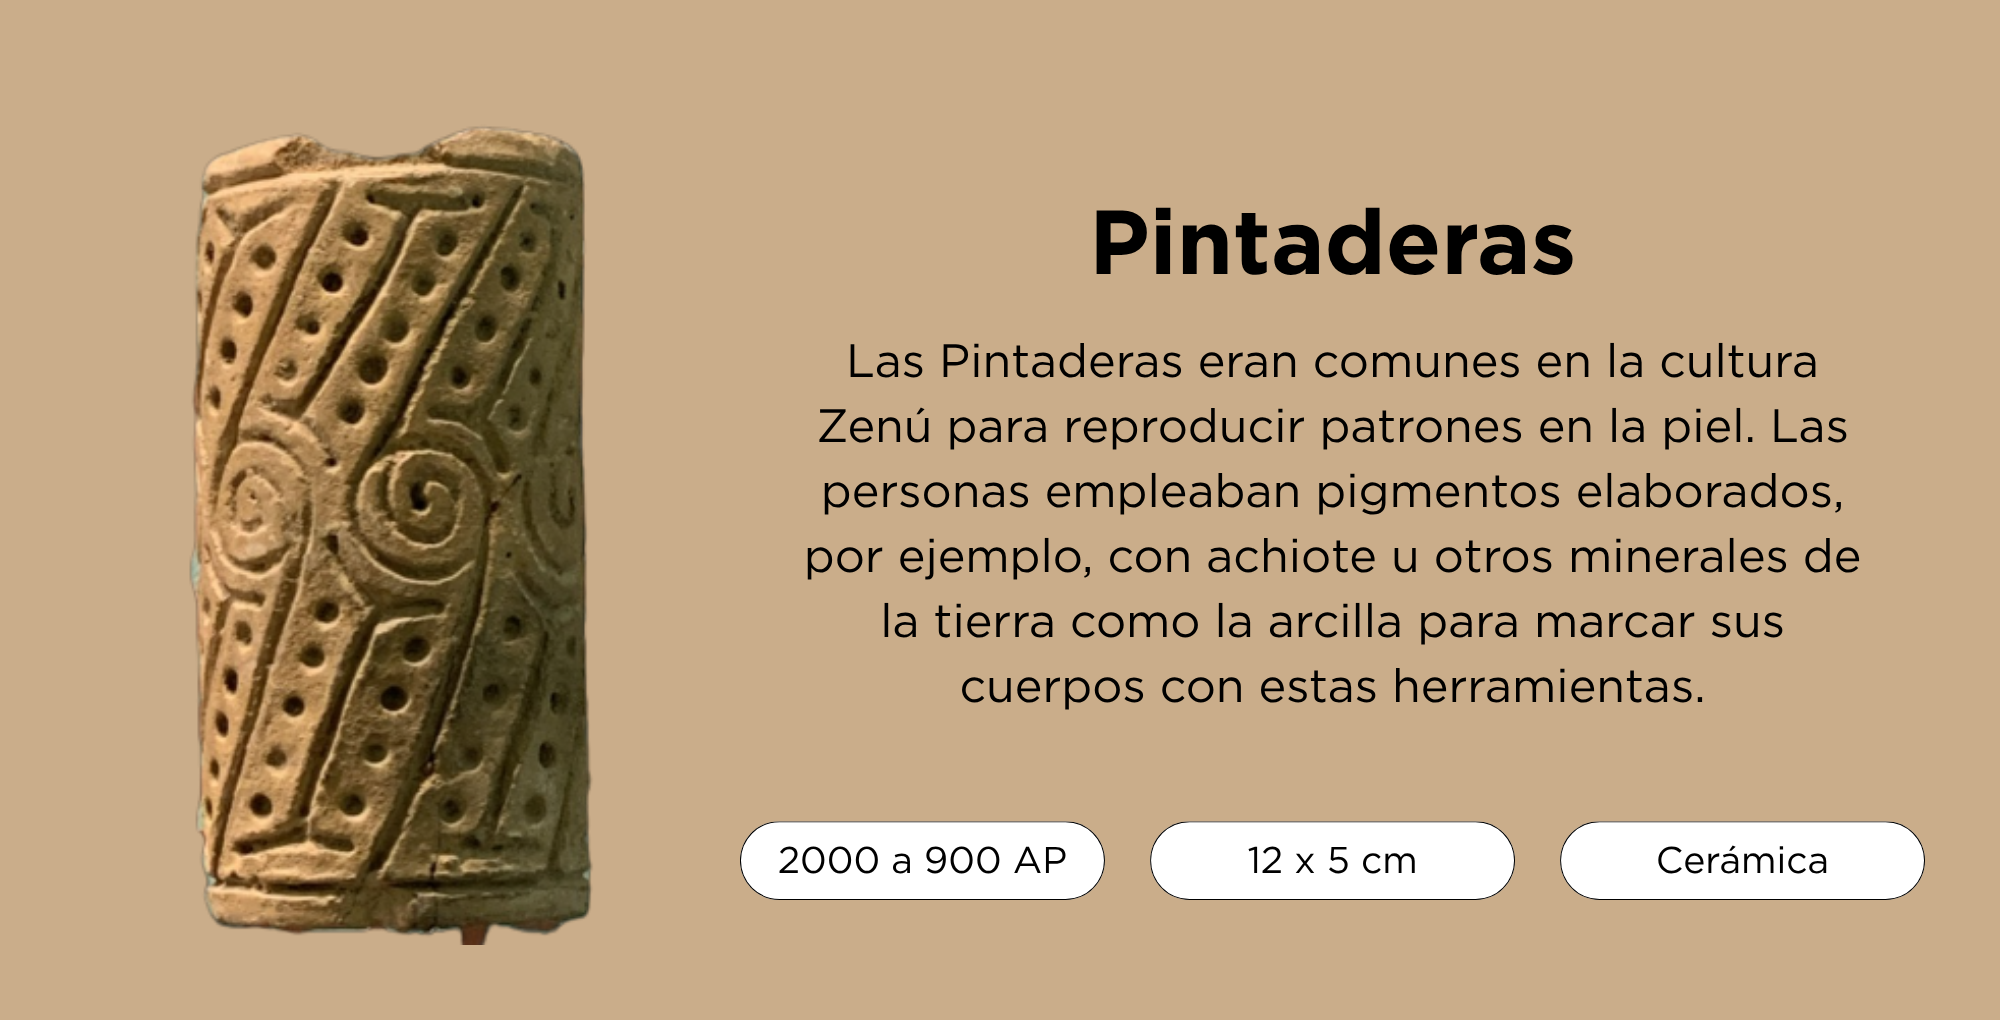 Pintaderas
Las Pintaderas eran comunes en la cultura
Zenú para reproducir patrones en la piel. Las
personas empleaban pigmentos elaborados,
por ejemplo, con achiote u otros minerales de
la tierra como la arcilla para marcar sus
cuerpos con estas herramientas.
2000 a 900 AP
12 x 5 cm
Cerámica